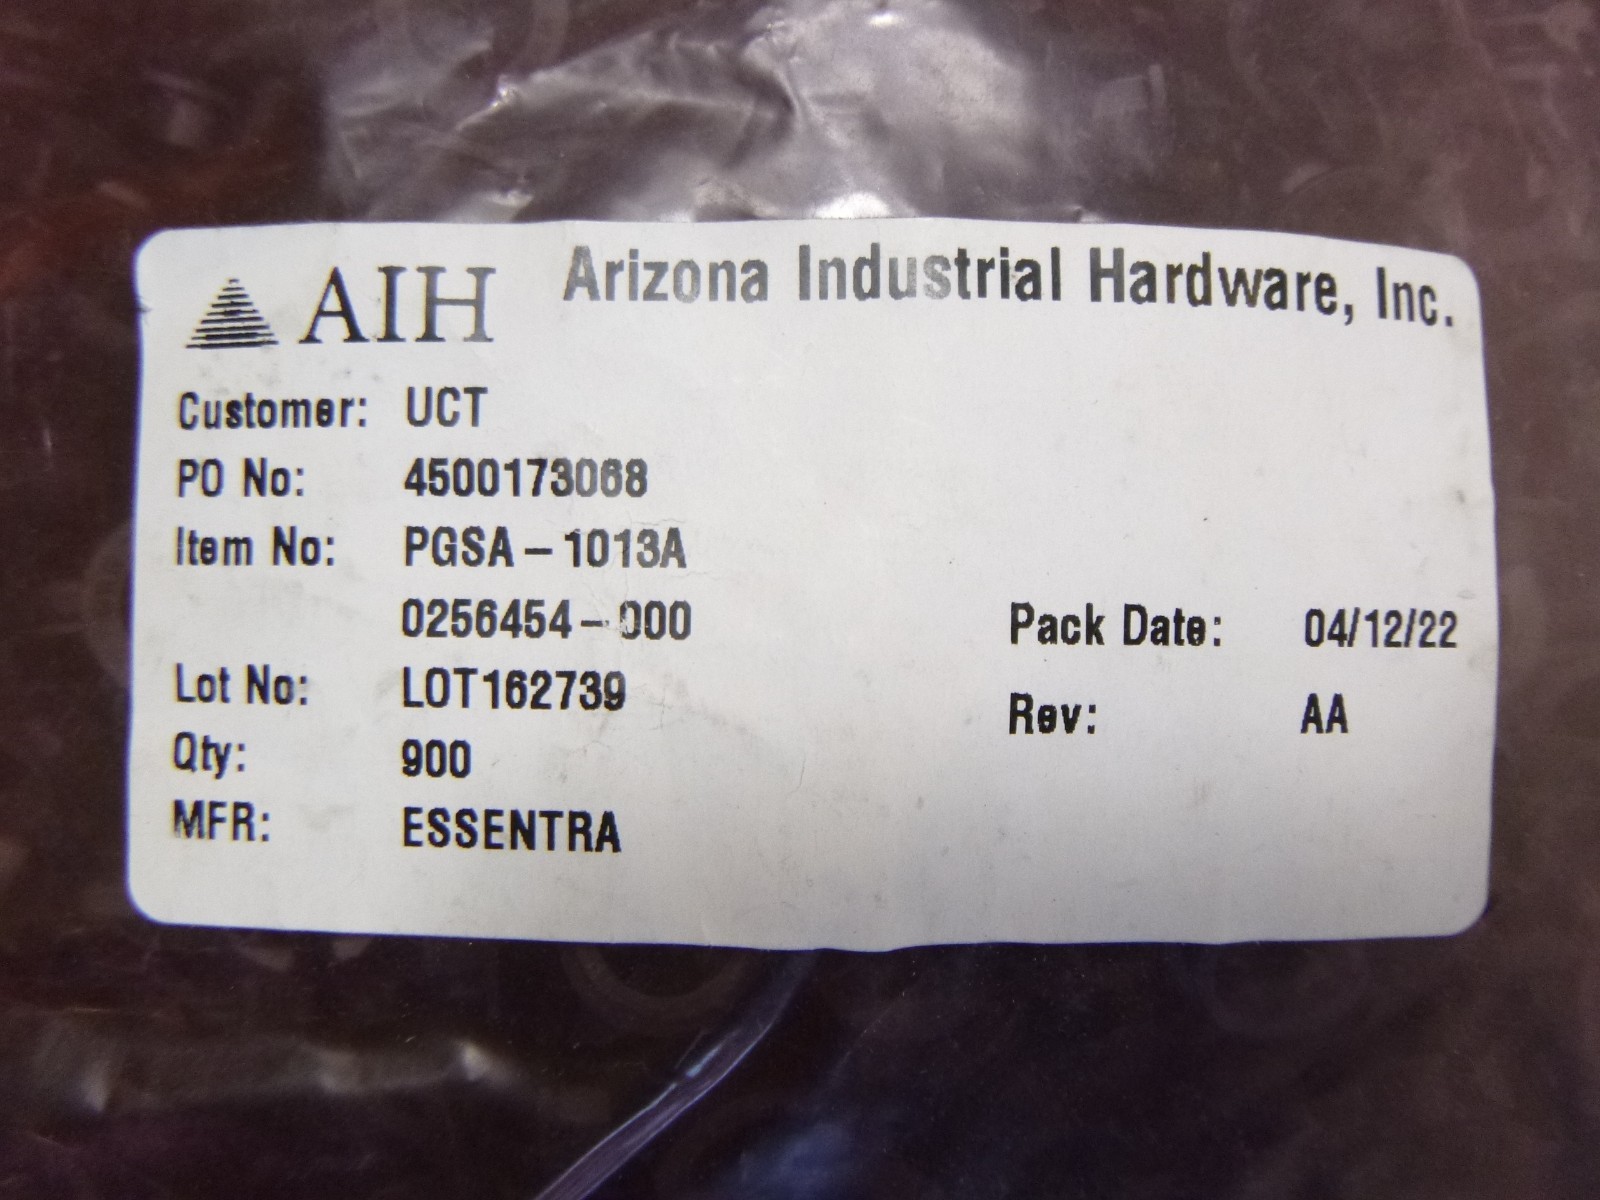 AIH Arizona Industrial Hardware, Inc.
Customer: UCT
PO No: 4500173068
Item No: PGSA-1013A
0256454-000 Pack Date: 04/12/22
Lot No: LOT162739 Rev: AA
Qty: 900
MFR: ESSENTRA